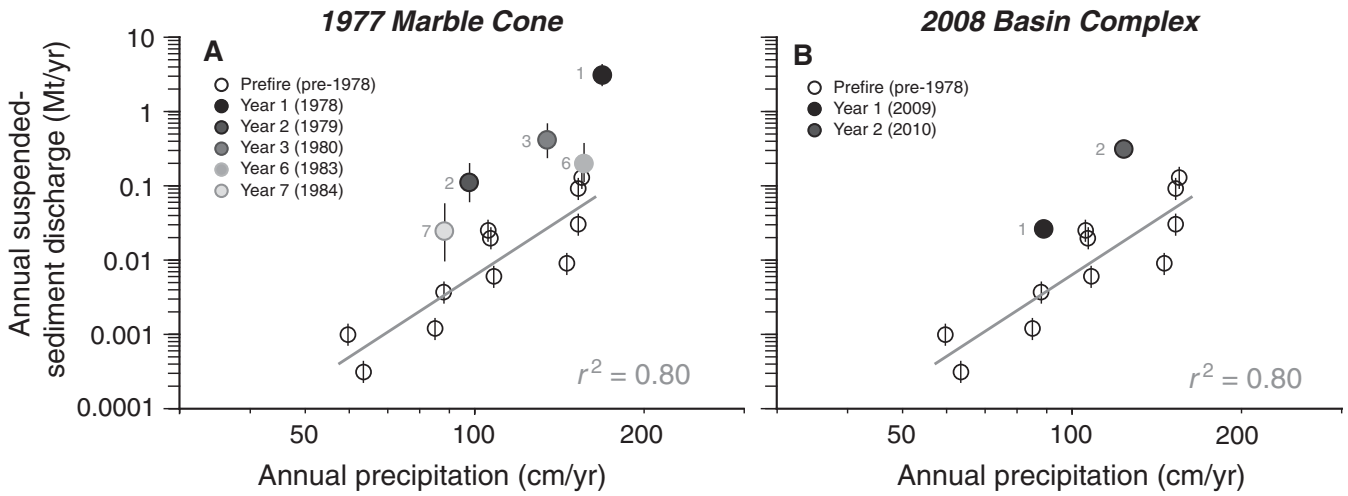 1977 Marble Cone
2008 Basin Complex
Annual suspended-
sediment discharge (Mt/yr)
A
Prefire (pre-1978)
Year 1 (1978)
Year 2 (1979)
Year 3 (1980)
Year 6 (1983)
Year 7 (1984)
10
1
0.1
0.01
0.001
0.0001
1
3
6
2
7
r² = 0.80
50
100
200
Annual precipitation (cm/yr)
B
Prefire (pre-1978)
Year 1 (2009)
Year 2 (2010)
2
1
r² = 0.80
50
100
200
Annual precipitation (cm/yr)